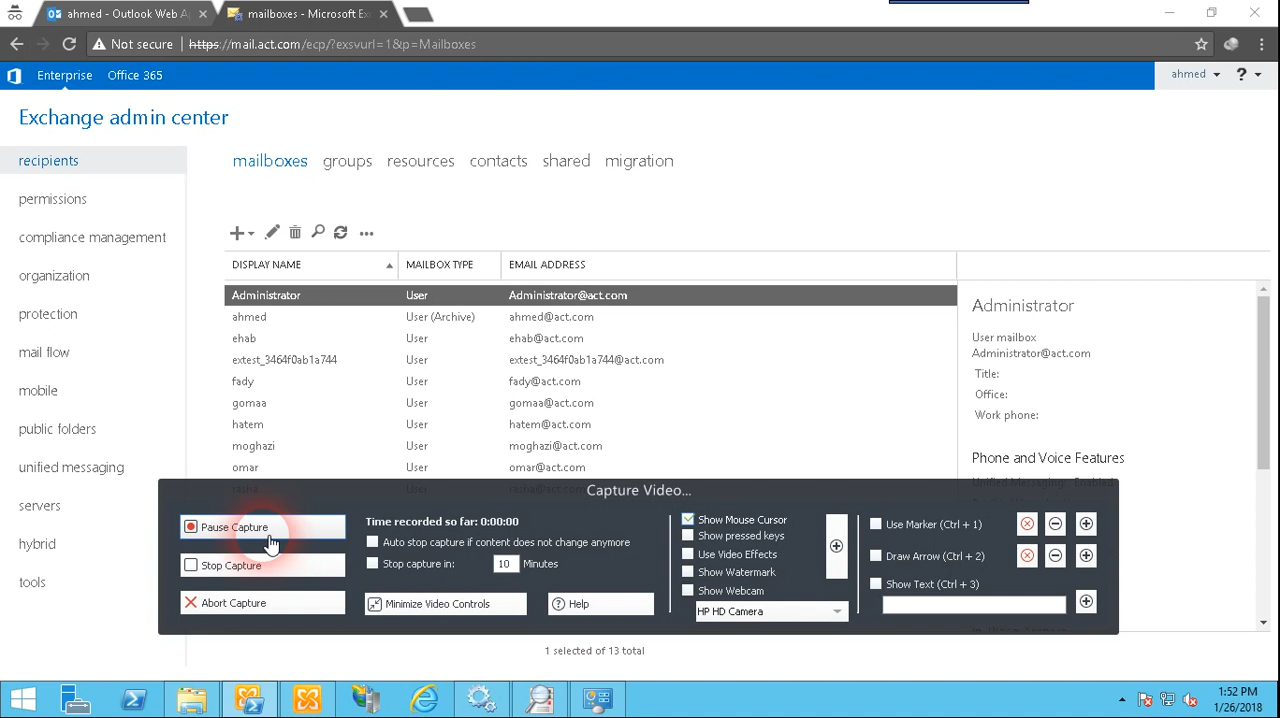 ahmed - Outlook Web A
mailboxes - Microsoft Ex
Not secure
https://mail.act.com/ecp/?exsvurl=1&p=Mailboxes
Enterprise
Office 365
ahmed
?
Exchange admin center
recipients
permissions
compliance management
organization
protection
mail flow
mobile
public folders
unified messaging
servers
hybrid
tools
mailboxes groups resources contacts shared migration
DISPLAY NAME MAILBOX TYPE EMAIL ADDRESS
Administrator User Administrator@act.com
ahmed User (Archive) ahmed@act.com
ehab User ehab@act.com
extest_3464f0ab1a744 User extest_3464f0ab1a744@act.com
fady User fady@act.com
gomaa User gomaa@act.com
hatem User hatem@act.com
moghazi User moghazi@act.com
omar User omar@act.com
Administrator
User mailbox
Administrator@act.com
Title:
Office:
Work phone:
Phone and Voice Features
Unified Messaging: Enabled
Capture Video...
Pause Capture
Stop Capture
Abort Capture
Time recorded so far: 0:00:00
Auto stop capture if content does not change anymore
Stop capture in: 10 Minutes
Minimize Video Controls
Help
Show Mouse Cursor
Show pressed keys
Use Video Effects
Show Watermark
Show Webcam
HP HD Camera
Use Marker (Ctrl + 1)
Draw Arrow (Ctrl + 2)
Show Text (Ctrl + 3)
1 selected of 13 total
1:52 PM
1/26/2018